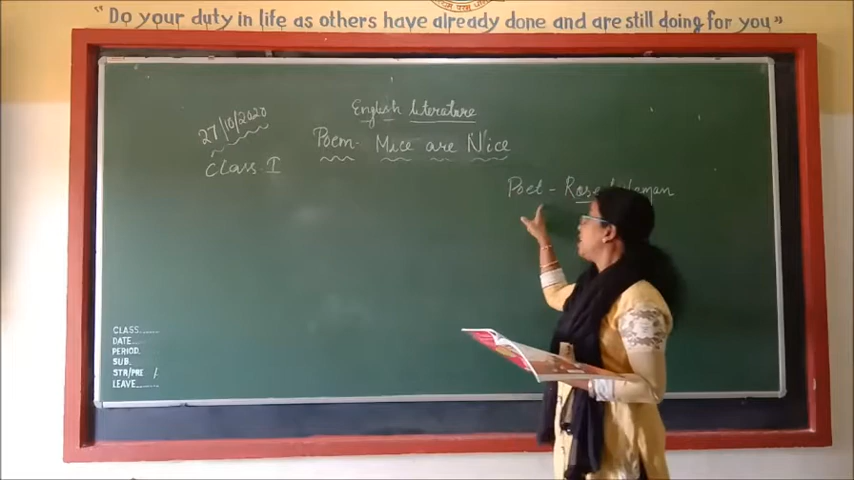 "Do your duty in life as others have already done and are still doing for you"
English Literature
27/10/2020
Poem- Mice are Nice
Class I
Poet - Rose
CLASS.....
DATE.....
PERIOD.
SUB.
STR/PRE
LEAVE.....